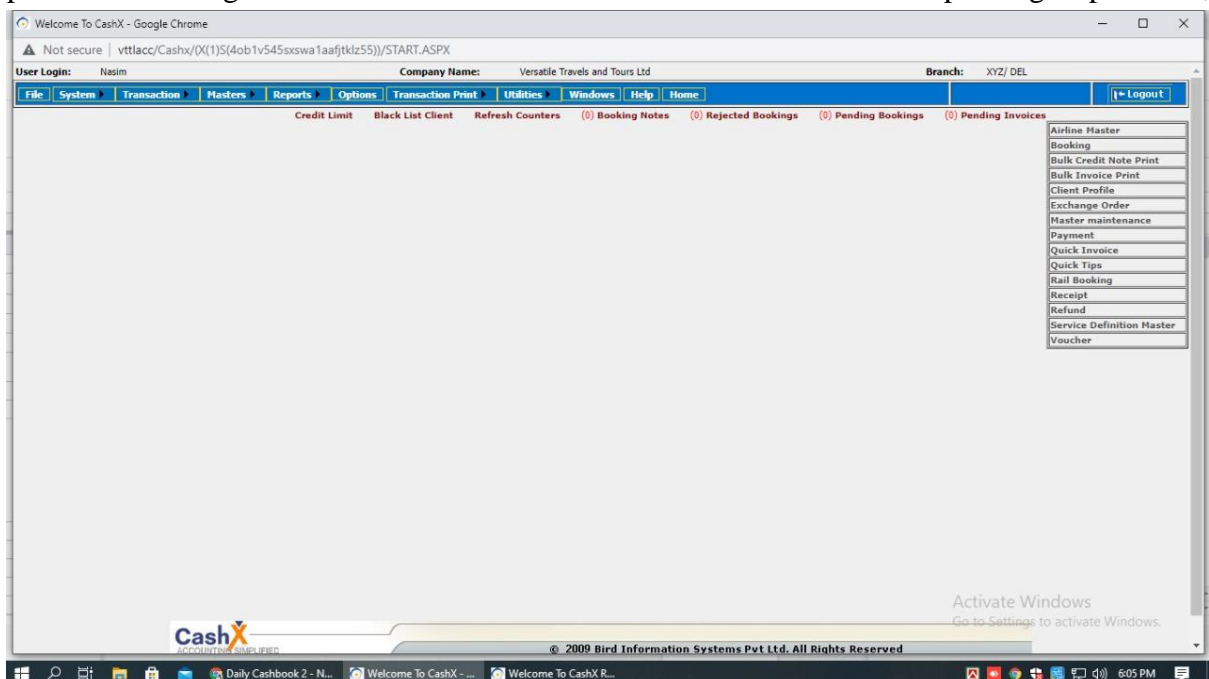 Welcome To CashX - Google Chrome
Not secure | vttlacc/Cashx/(X(1)S(4ob1v545sxswa1aafjtklz55))/START.ASPX
User Login: Nasim Company Name: Versatile Travels and Tours Ltd Branch: XYZ/ DEL
File System Transaction Masters Reports Options Transaction Print Utilities Windows Help Home Logout
Credit Limit Black List Client Refresh Counters (0) Booking Notes (0) Rejected Bookings (0) Pending Bookings (0) Pending Invoices
Airline Master
Booking
Bulk Credit Note Print
Bulk Invoice Print
Client Profile
Exchange Order
Master maintenance
Payment
Quick Invoice
Quick Tips
Rail Booking
Receipt
Refund
Service Definition Master
Voucher
Activate Windows
Go to Settings to activate Windows.
CashX
ACCOUNTING SIMPLIFIED
© 2009 Bird Information Systems Pvt Ltd. All Rights Reserved
Daily Cashbook 2 - N... Welcome To CashX - ... Welcome To CashX R... 6:05 PM